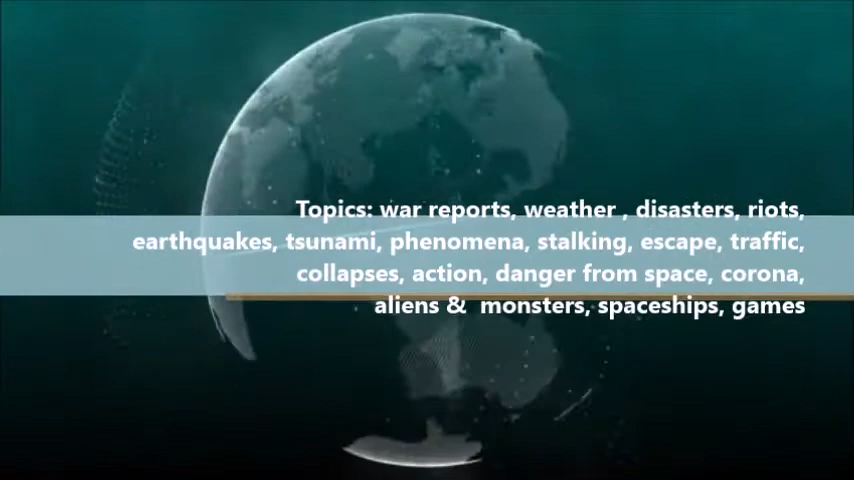 Topics: war reports, weather , disasters, riots,
earthquakes, tsunami, phenomena, stalking, escape, traffic,
collapses, action, danger from space, corona,
aliens &  monsters, spaceships, games